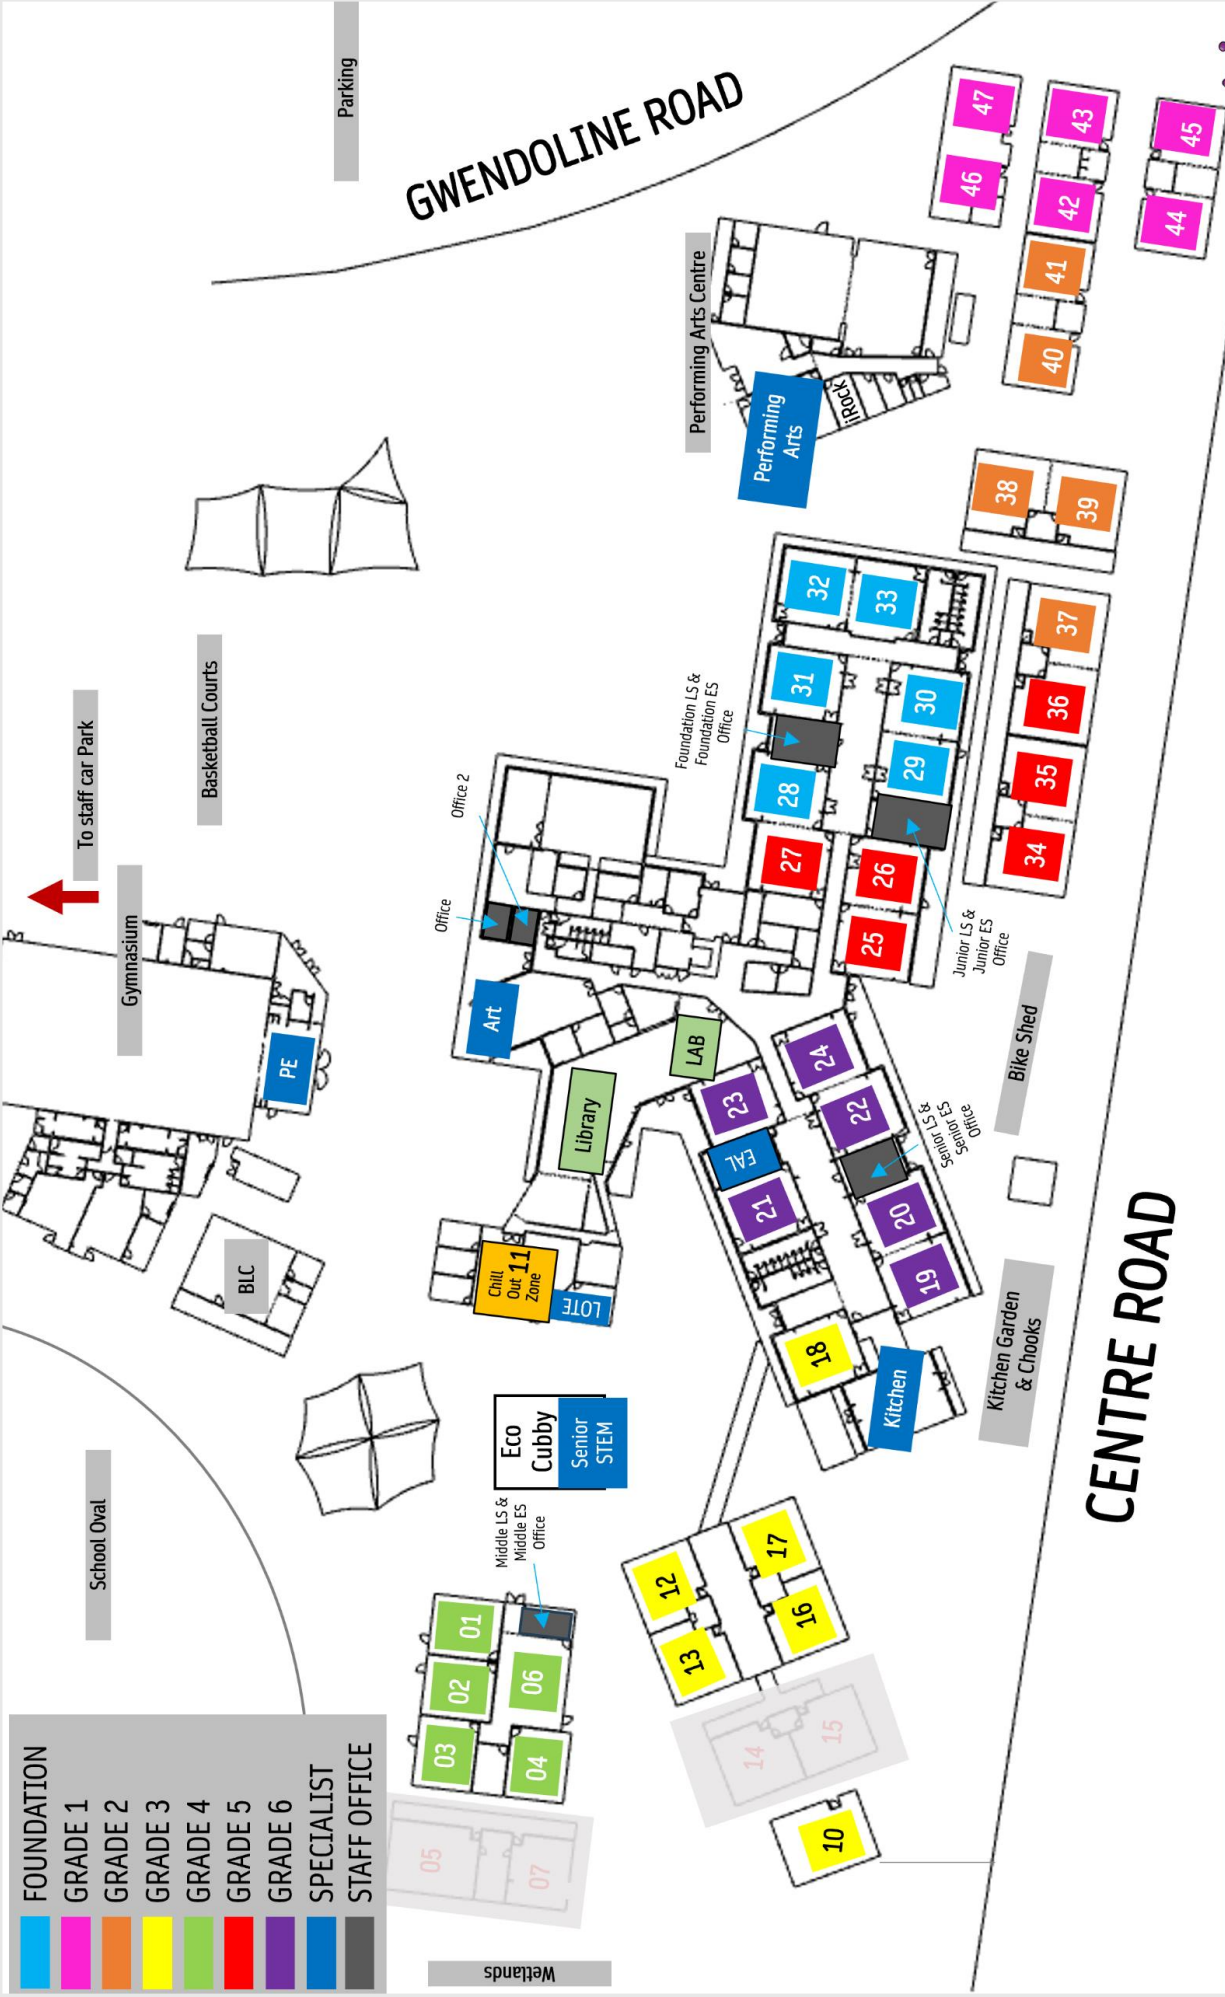 Parking
GWENDOLINE ROAD
To staff car Park
Basketball Courts
Gymnasium
PE
BLC
School Oval
Performing Arts Centre
Performing
Arts
iRock
47
46
43
42
45
44
41
40
38
39
37
36
35
34
32
33
31
30
29
28
27
26
25
Foundation LS &
Foundation ES
Office
Junior LS &
Junior ES
Office
Office 2
Office
Art
LAB
Library
24
23
22
EAL
21
20
19
Senior LS &
Senior ES
Office
18
Kitchen
Chill
Out 11
Zone
LOTE
Eco
Cubby
Senior
STEM
Middle LS &
Middle ES
Office
01
02
03
06
04
05
07
12
13
17
16
14
15
10
Bike Shed
Kitchen Garden
& Chooks
CENTRE ROAD
Wetlands
FOUNDATION
GRADE 1
GRADE 2
GRADE 3
GRADE 4
GRADE 5
GRADE 6
SPECIALIST
STAFF OFFICE